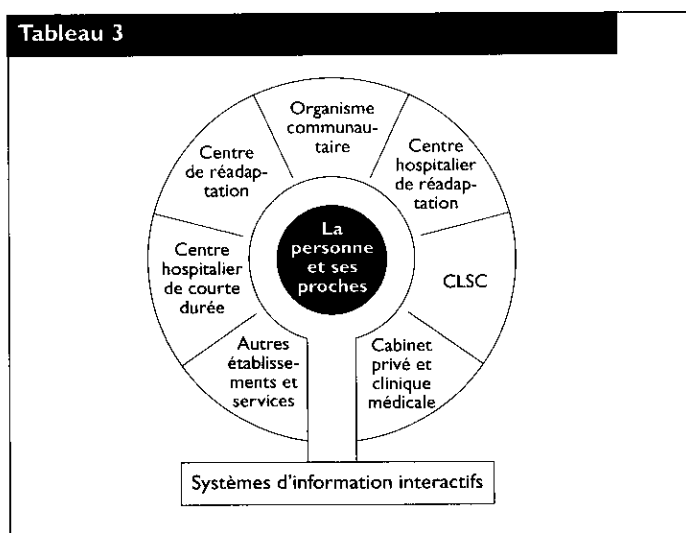 Tableau 3
Organisme
communau-
taire
Centre
de réadap-
tation
Centre
hospitalier
de réadap-
tation
La
personne
et ses
proches
Centre
hospitalier
de courte
durée
CLSC
Autres
établisse-
ments et
services
Cabinet
privé et
clinique
médicale
Systèmes d'information interactifs